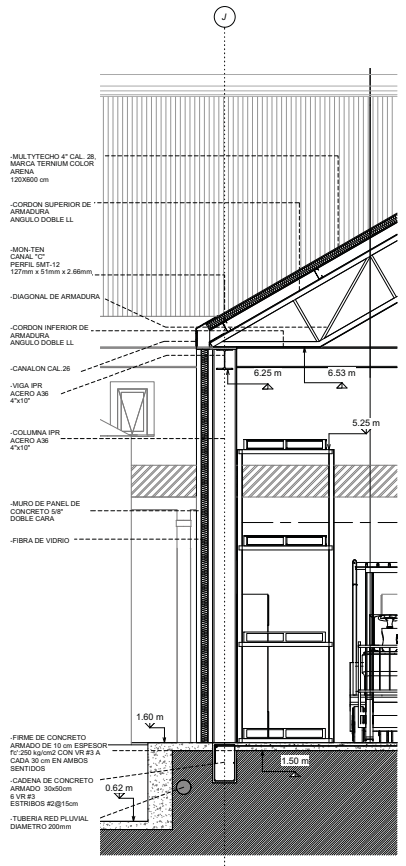 J
-MULTYTECHO 4" CAL. 28,
MARCA TERNIUM COLOR
ARENA
120X600 cm
-CORDON SUPERIOR DE
ARMADURA
ANGULO DOBLE LL
-MON-TEN
CANAL "C"
PERFIL 5MT-12
127mm x 51mm x 2.66mm
-DIAGONAL DE ARMADURA
-CORDON INFERIOR DE
ARMADURA
ANGULO DOBLE LL
-CANALON CAL.26
-VIGA IPR
ACERO A36
4"x10"
6.25 m
6.53 m
5.25 m
-COLUMNA IPR
ACERO A36
4"x10"
-MURO DE PANEL DE
CONCRETO 5/8"
DOBLE CARA
-FIBRA DE VIDRIO
1.60 m
-FIRME DE CONCRETO
ARMADO DE 10 cm ESPESOR
f'c':250 kg/cm2 CON VR #3 A
CADA 30 cm EN AMBOS
SENTIDOS
1.50 m
-CADENA DE CONCRETO
ARMADO 30x50cm
6 VR #3
ESTRIBOS #2@15cm
0.62 m
-TUBERIA RED PLUVIAL
DIAMETRO 200mm